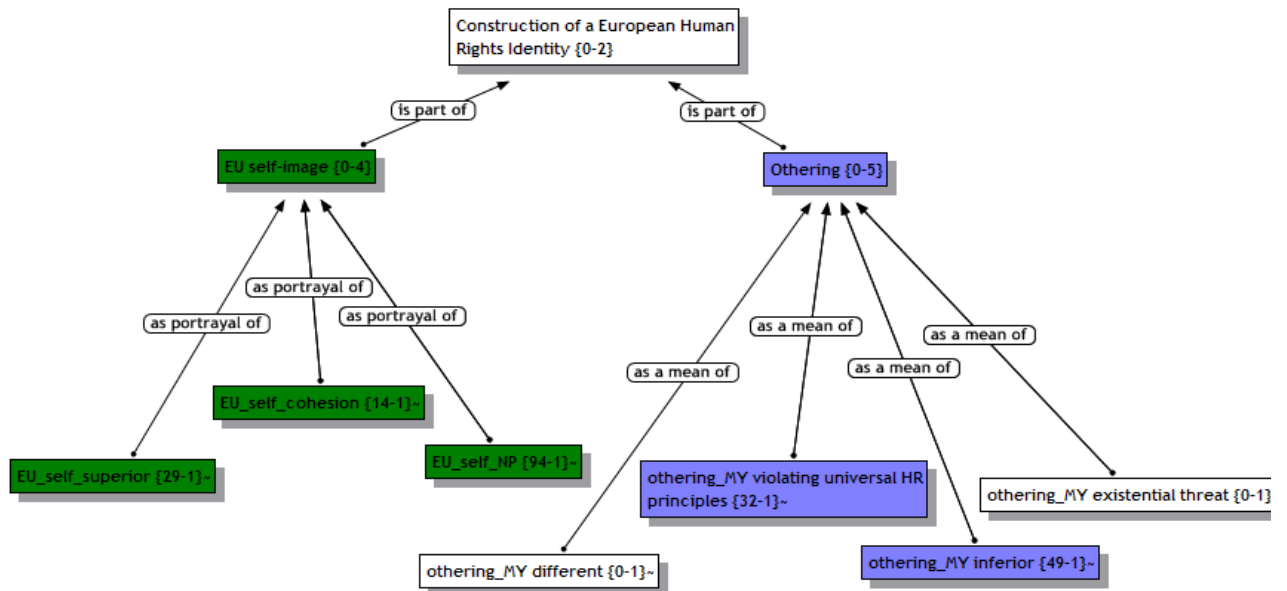 Construction of a European Human
Rights Identity {0-2}
is part of
is part of
EU self-image {0-4}
Othering {0-5}
as portrayal of
as portrayal of
as portrayal of
as a mean of
as a mean of
as a mean of
as a mean of
EU_self_cohesion {14-1}~
EU_self_superior {29-1}~
EU_self_NP {94-1}~
othering_MY violating universal HR
principles {32-1}~
othering_MY existential threat {0-1}
othering_MY different {0-1}~
othering_MY inferior {49-1}~